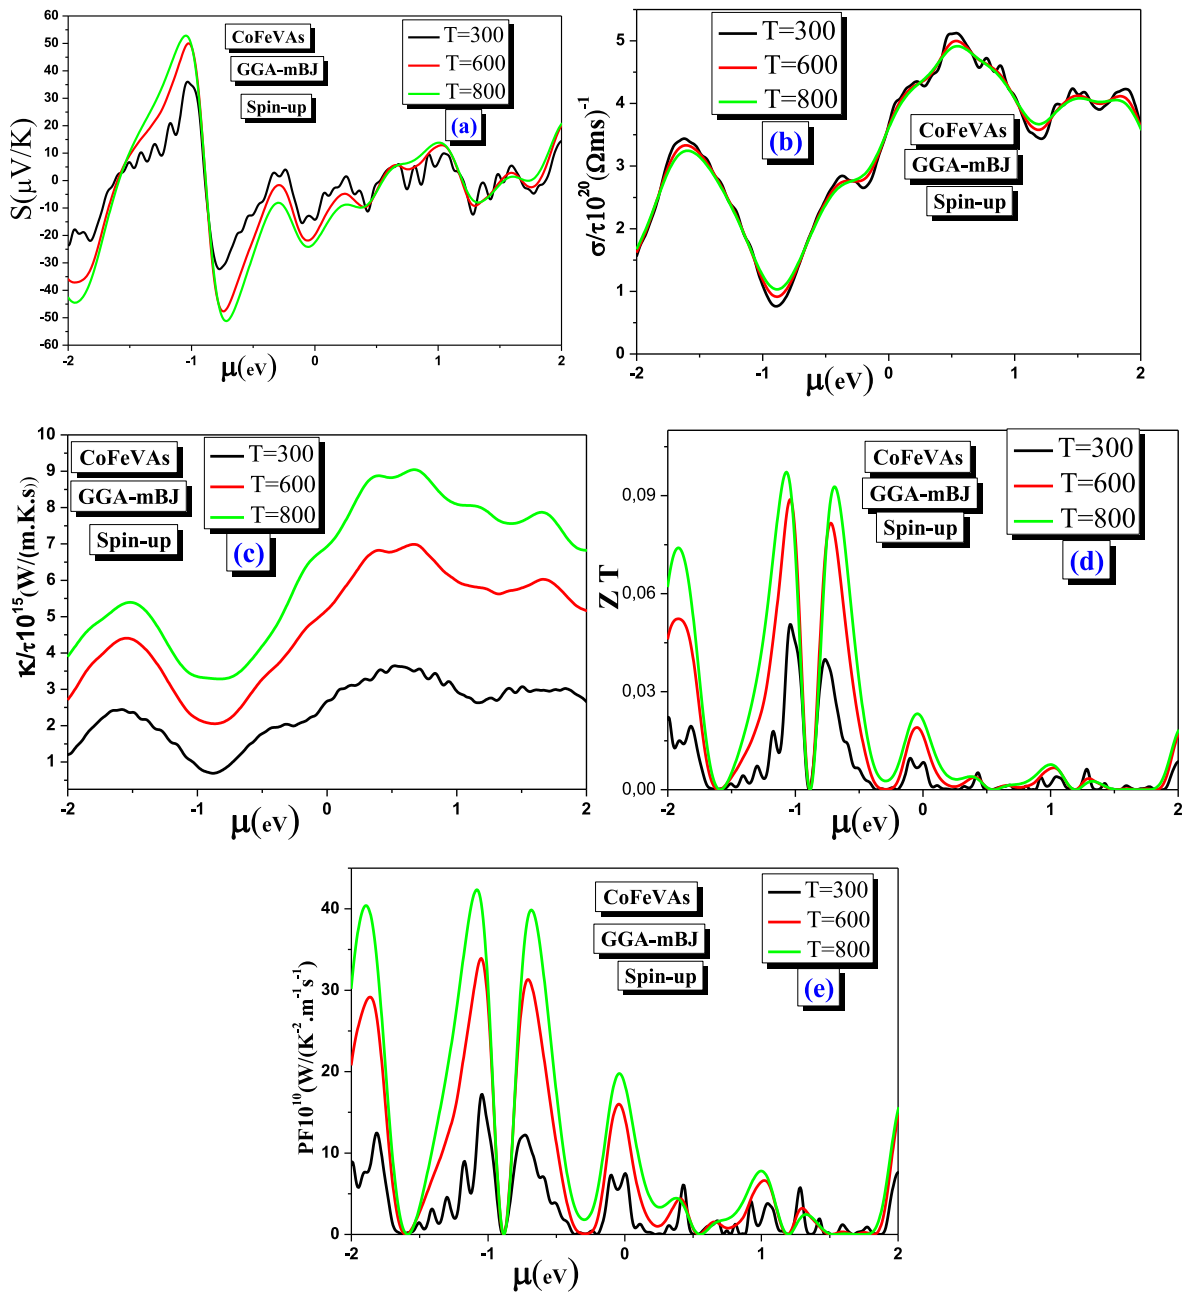 S(μV/K)
60
50
40
30
20
10
0
-10
-20
-30
-40
-50
-60
-2
-1
0
1
2
μ(eV)
CoFeVAs
GGA-mBJ
Spin-up
T=300
T=600
T=800
(a)
σ/τ10²⁰(Ωms)⁻¹
5
4
3
2
1
0
-2
-1
0
1
2
μ(eV)
T=300
T=600
T=800
(b)
CoFeVAs
GGA-mBJ
Spin-up
κ/τ10¹⁵(W/(m.K.s))
10
9
8
7
6
5
4
3
2
1
-2
-1
0
1
2
μ(eV)
CoFeVAs
GGA-mBJ
Spin-up
T=300
T=600
T=800
(c)
Z T
0,09
0,06
0,03
0,00
-2
-1
0
1
2
μ(eV)
CoFeVAs
GGA-mBJ
Spin-up
T=300
T=600
T=800
(d)
PF10¹⁰(W/(K⁻².m⁻¹s⁻¹)
40
30
20
10
0
-2
-1
0
1
2
μ(eV)
CoFeVAs
GGA-mBJ
Spin-up
T=300
T=600
T=800
(e)